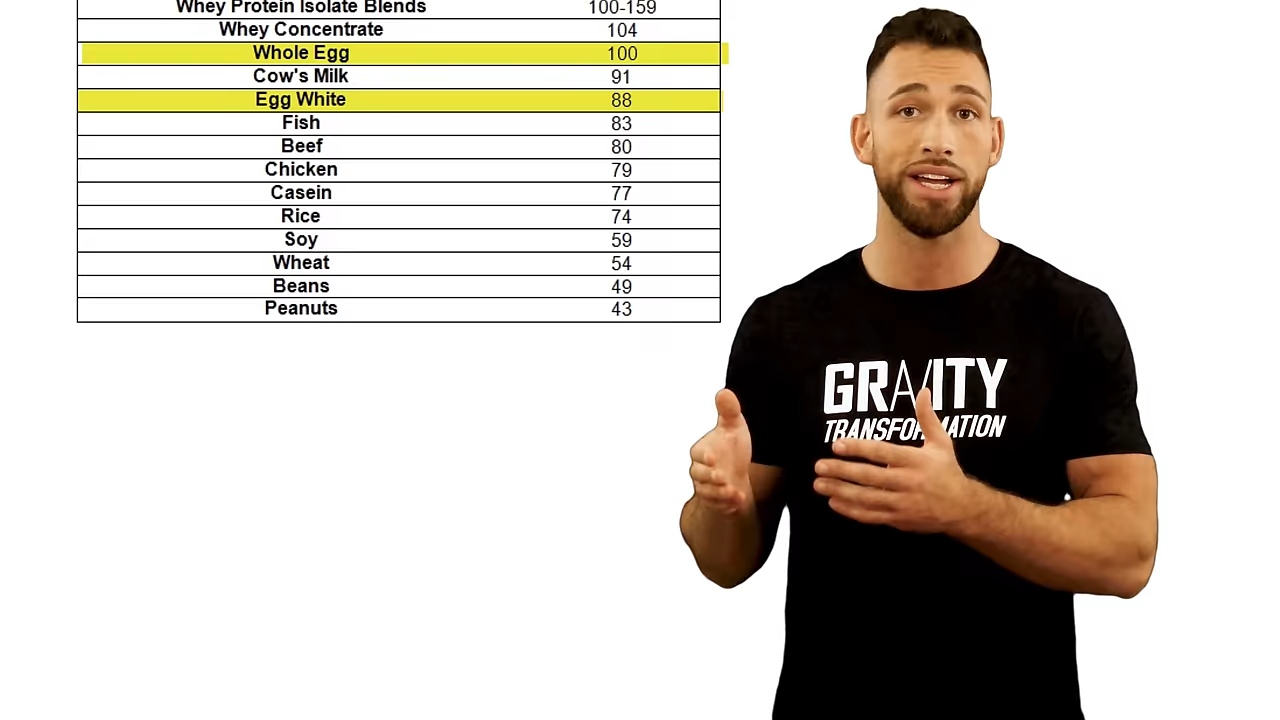 Whey Protein Isolate Blends 100-159
Whey Concentrate 104
Whole Egg 100
Cow's Milk 91
Egg White 88
Fish 83
Beef 80
Chicken 79
Casein 77
Rice 74
Soy 59
Wheat 54
Beans 49
Peanuts 43
GRAVITY
TRANSFORMATION